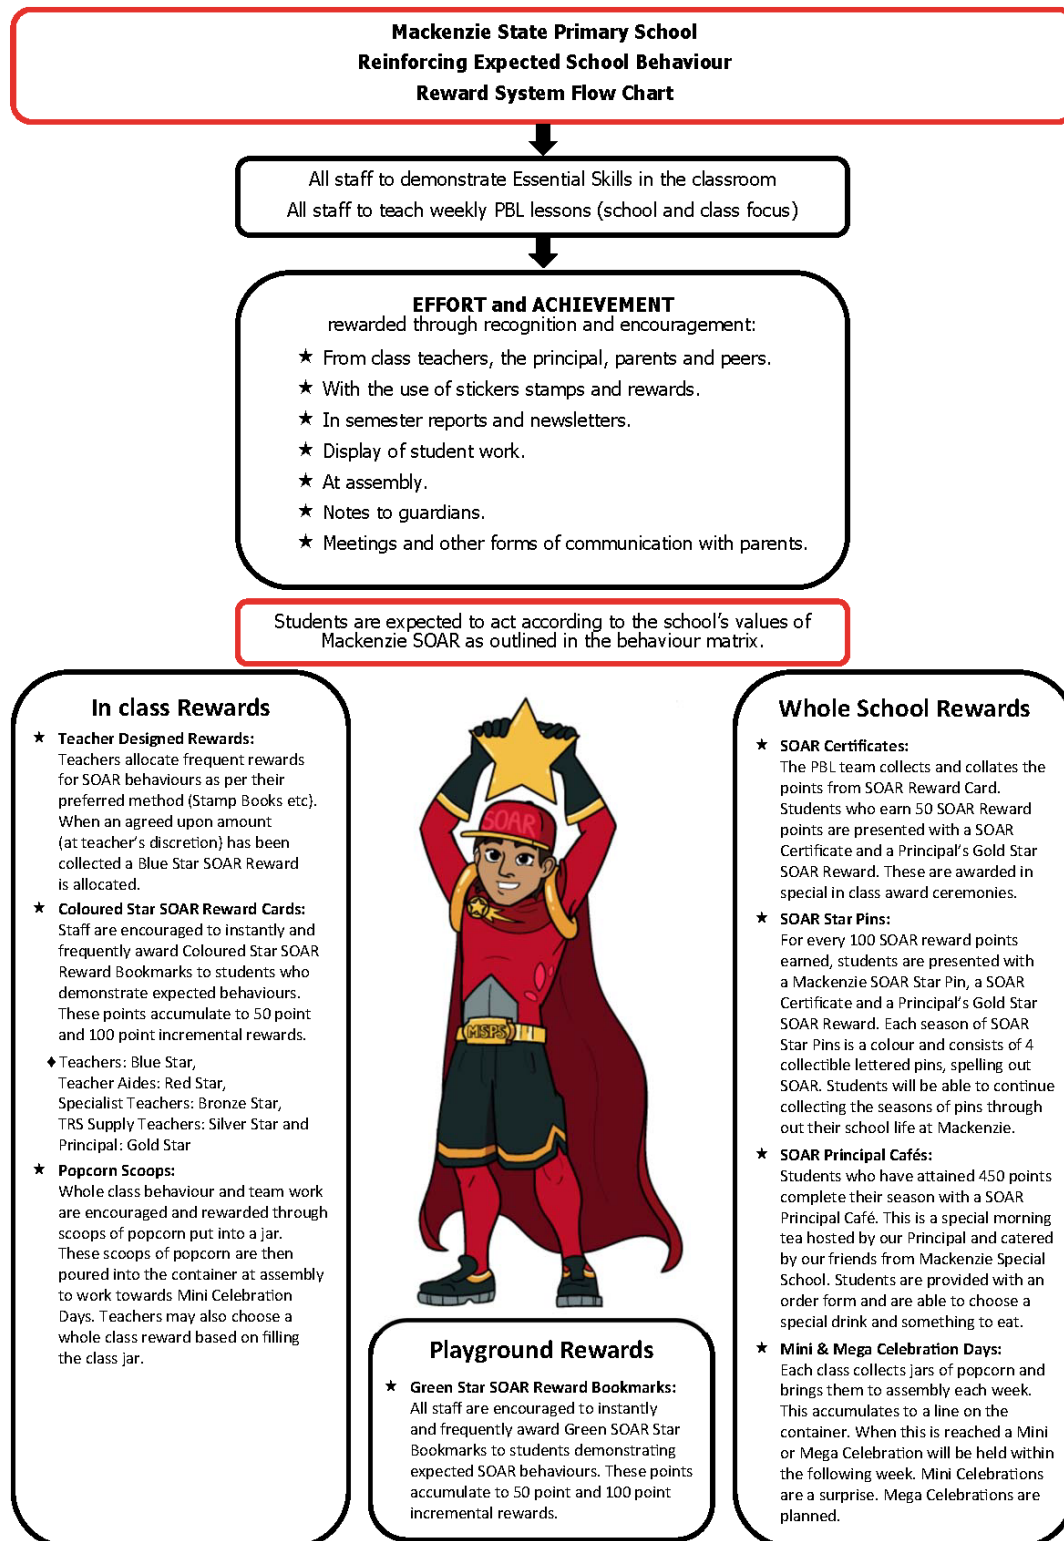 Mackenzie State Primary School
Reinforcing Expected School Behaviour
Reward System Flow Chart
All staff to demonstrate Essential Skills in the classroom
All staff to teach weekly PBL lessons (school and class focus)
EFFORT and ACHIEVEMENT
rewarded through recognition and encouragement:
★ From class teachers, the principal, parents and peers.
★ With the use of stickers stamps and rewards.
★ In semester reports and newsletters.
★ Display of student work.
★ At assembly.
★ Notes to guardians.
★ Meetings and other forms of communication with parents.
Students are expected to act according to the school's values of
Mackenzie SOAR as outlined in the behaviour matrix.
In class Rewards
★ Teacher Designed Rewards:
Teachers allocate frequent rewards
for SOAR behaviours as per their
preferred method (Stamp Books etc).
When an agreed upon amount
(at teacher's discretion) has been
collected a Blue Star SOAR Reward
is allocated.
★ Coloured Star SOAR Reward Cards:
Staff are encouraged to instantly and
frequently award Coloured Star SOAR
Reward Bookmarks to students who
demonstrate expected behaviours.
These points accumulate to 50 point
and 100 point incremental rewards.
♦ Teachers: Blue Star,
Teacher Aides: Red Star,
Specialist Teachers: Bronze Star,
TRS Supply Teachers: Silver Star and
Principal: Gold Star
★ Popcorn Scoops:
Whole class behaviour and team work
are encouraged and rewarded through
scoops of popcorn put into a jar.
These scoops of popcorn are then
poured into the container at assembly
to work towards Mini Celebration
Days. Teachers may also choose a
whole class reward based on filling
the class jar.
SOAR
MSPS
Playground Rewards
★ Green Star SOAR Reward Bookmarks:
All staff are encouraged to instantly
and frequently award Green SOAR Star
Bookmarks to students demonstrating
expected SOAR behaviours. These points
accumulate to 50 point and 100 point
incremental rewards.
Whole School Rewards
★ SOAR Certificates:
The PBL team collects and collates the
points from SOAR Reward Card.
Students who earn 50 SOAR Reward
points are presented with a SOAR
Certificate and a Principal's Gold Star
SOAR Reward. These are awarded in
special in class award ceremonies.
★ SOAR Star Pins:
For every 100 SOAR reward points
earned, students are presented with
a Mackenzie SOAR Star Pin, a SOAR
Certificate and a Principal's Gold Star
SOAR Reward. Each season of SOAR
Star Pins is a colour and consists of 4
collectible lettered pins, spelling out
SOAR. Students will be able to continue
collecting the seasons of pins through
out their school life at Mackenzie.
★ SOAR Principal Cafés:
Students who have attained 450 points
complete their season with a SOAR
Principal Café. This is a special morning
tea hosted by our Principal and catered
by our friends from Mackenzie Special
School. Students are provided with an
order form and are able to choose a
special drink and something to eat.
★ Mini & Mega Celebration Days:
Each class collects jars of popcorn and
brings them to assembly each week.
This accumulates to a line on the
container. When this is reached a Mini
or Mega Celebration will be held within
the following week. Mini Celebrations
are a surprise. Mega Celebrations are
planned.